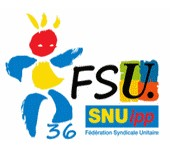 FSU.
SNUipp
Fédération Syndicale Unitaire
36